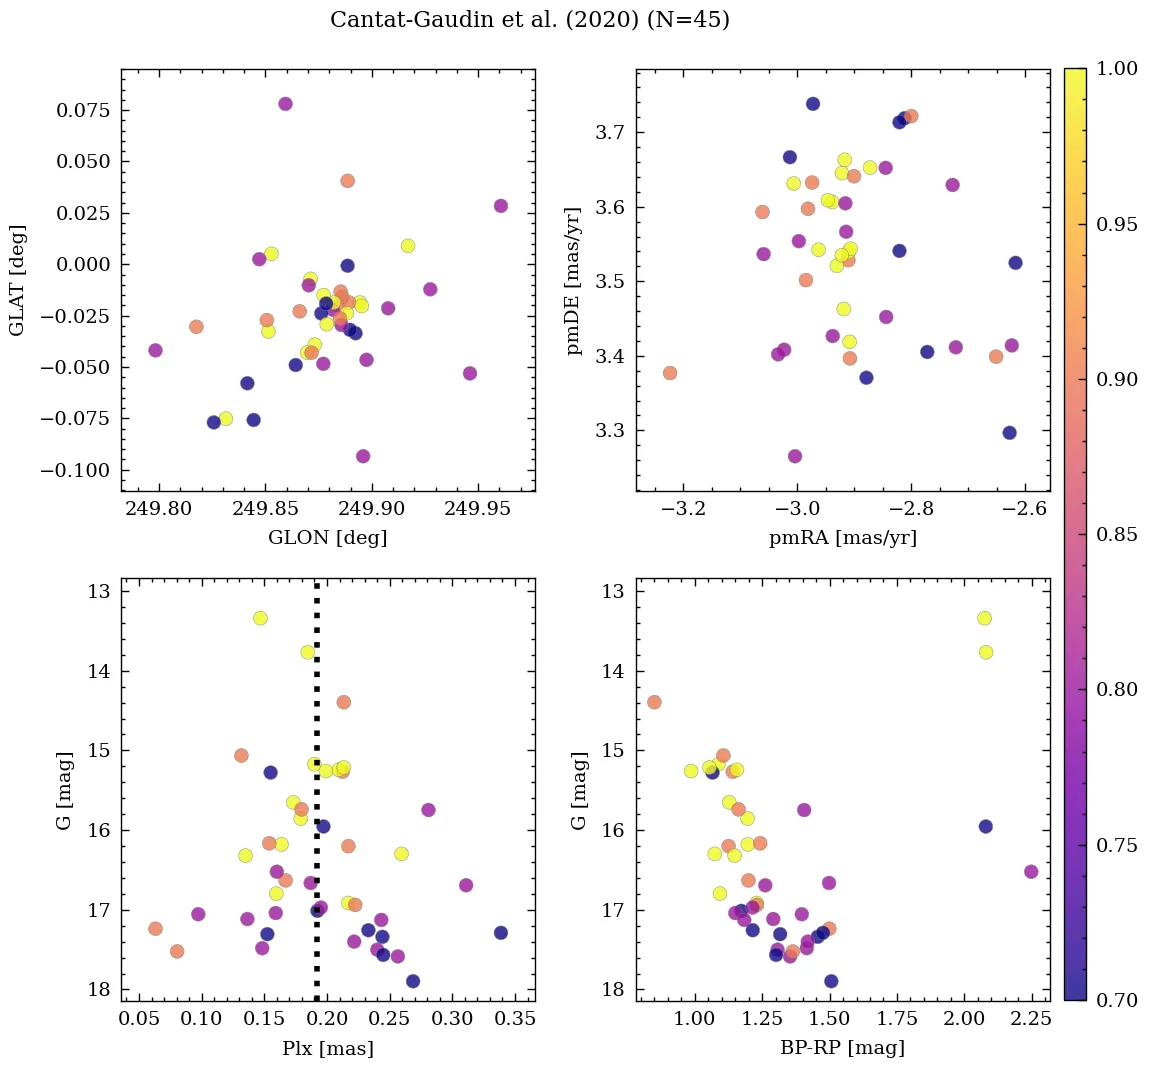 Cantat-Gaudin et al. (2020) (N=45)
0.075
0.050
0.025
0.000
−0.025
−0.050
−0.075
−0.100
GLAT [deg]
249.80 249.85 249.90 249.95
GLON [deg]
3.7
3.6
3.5
3.4
3.3
pmDE [mas/yr]
−3.2 −3.0 −2.8 −2.6
pmRA [mas/yr]
13
14
15
16
17
18
G [mag]
0.05 0.10 0.15 0.20 0.25 0.30 0.35
Plx [mas]
13
14
15
16
17
18
G [mag]
1.00 1.25 1.50 1.75 2.00 2.25
BP-RP [mag]
1.00
0.95
0.90
0.85
0.80
0.75
0.70